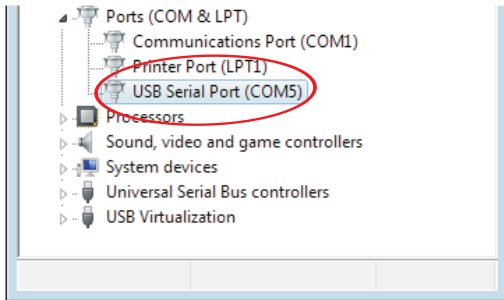 Ports (COM & LPT)
Communications Port (COM1)
Printer Port (LPT1)
USB Serial Port (COM5)
Processors
Sound, video and game controllers
System devices
Universal Serial Bus controllers
USB Virtualization